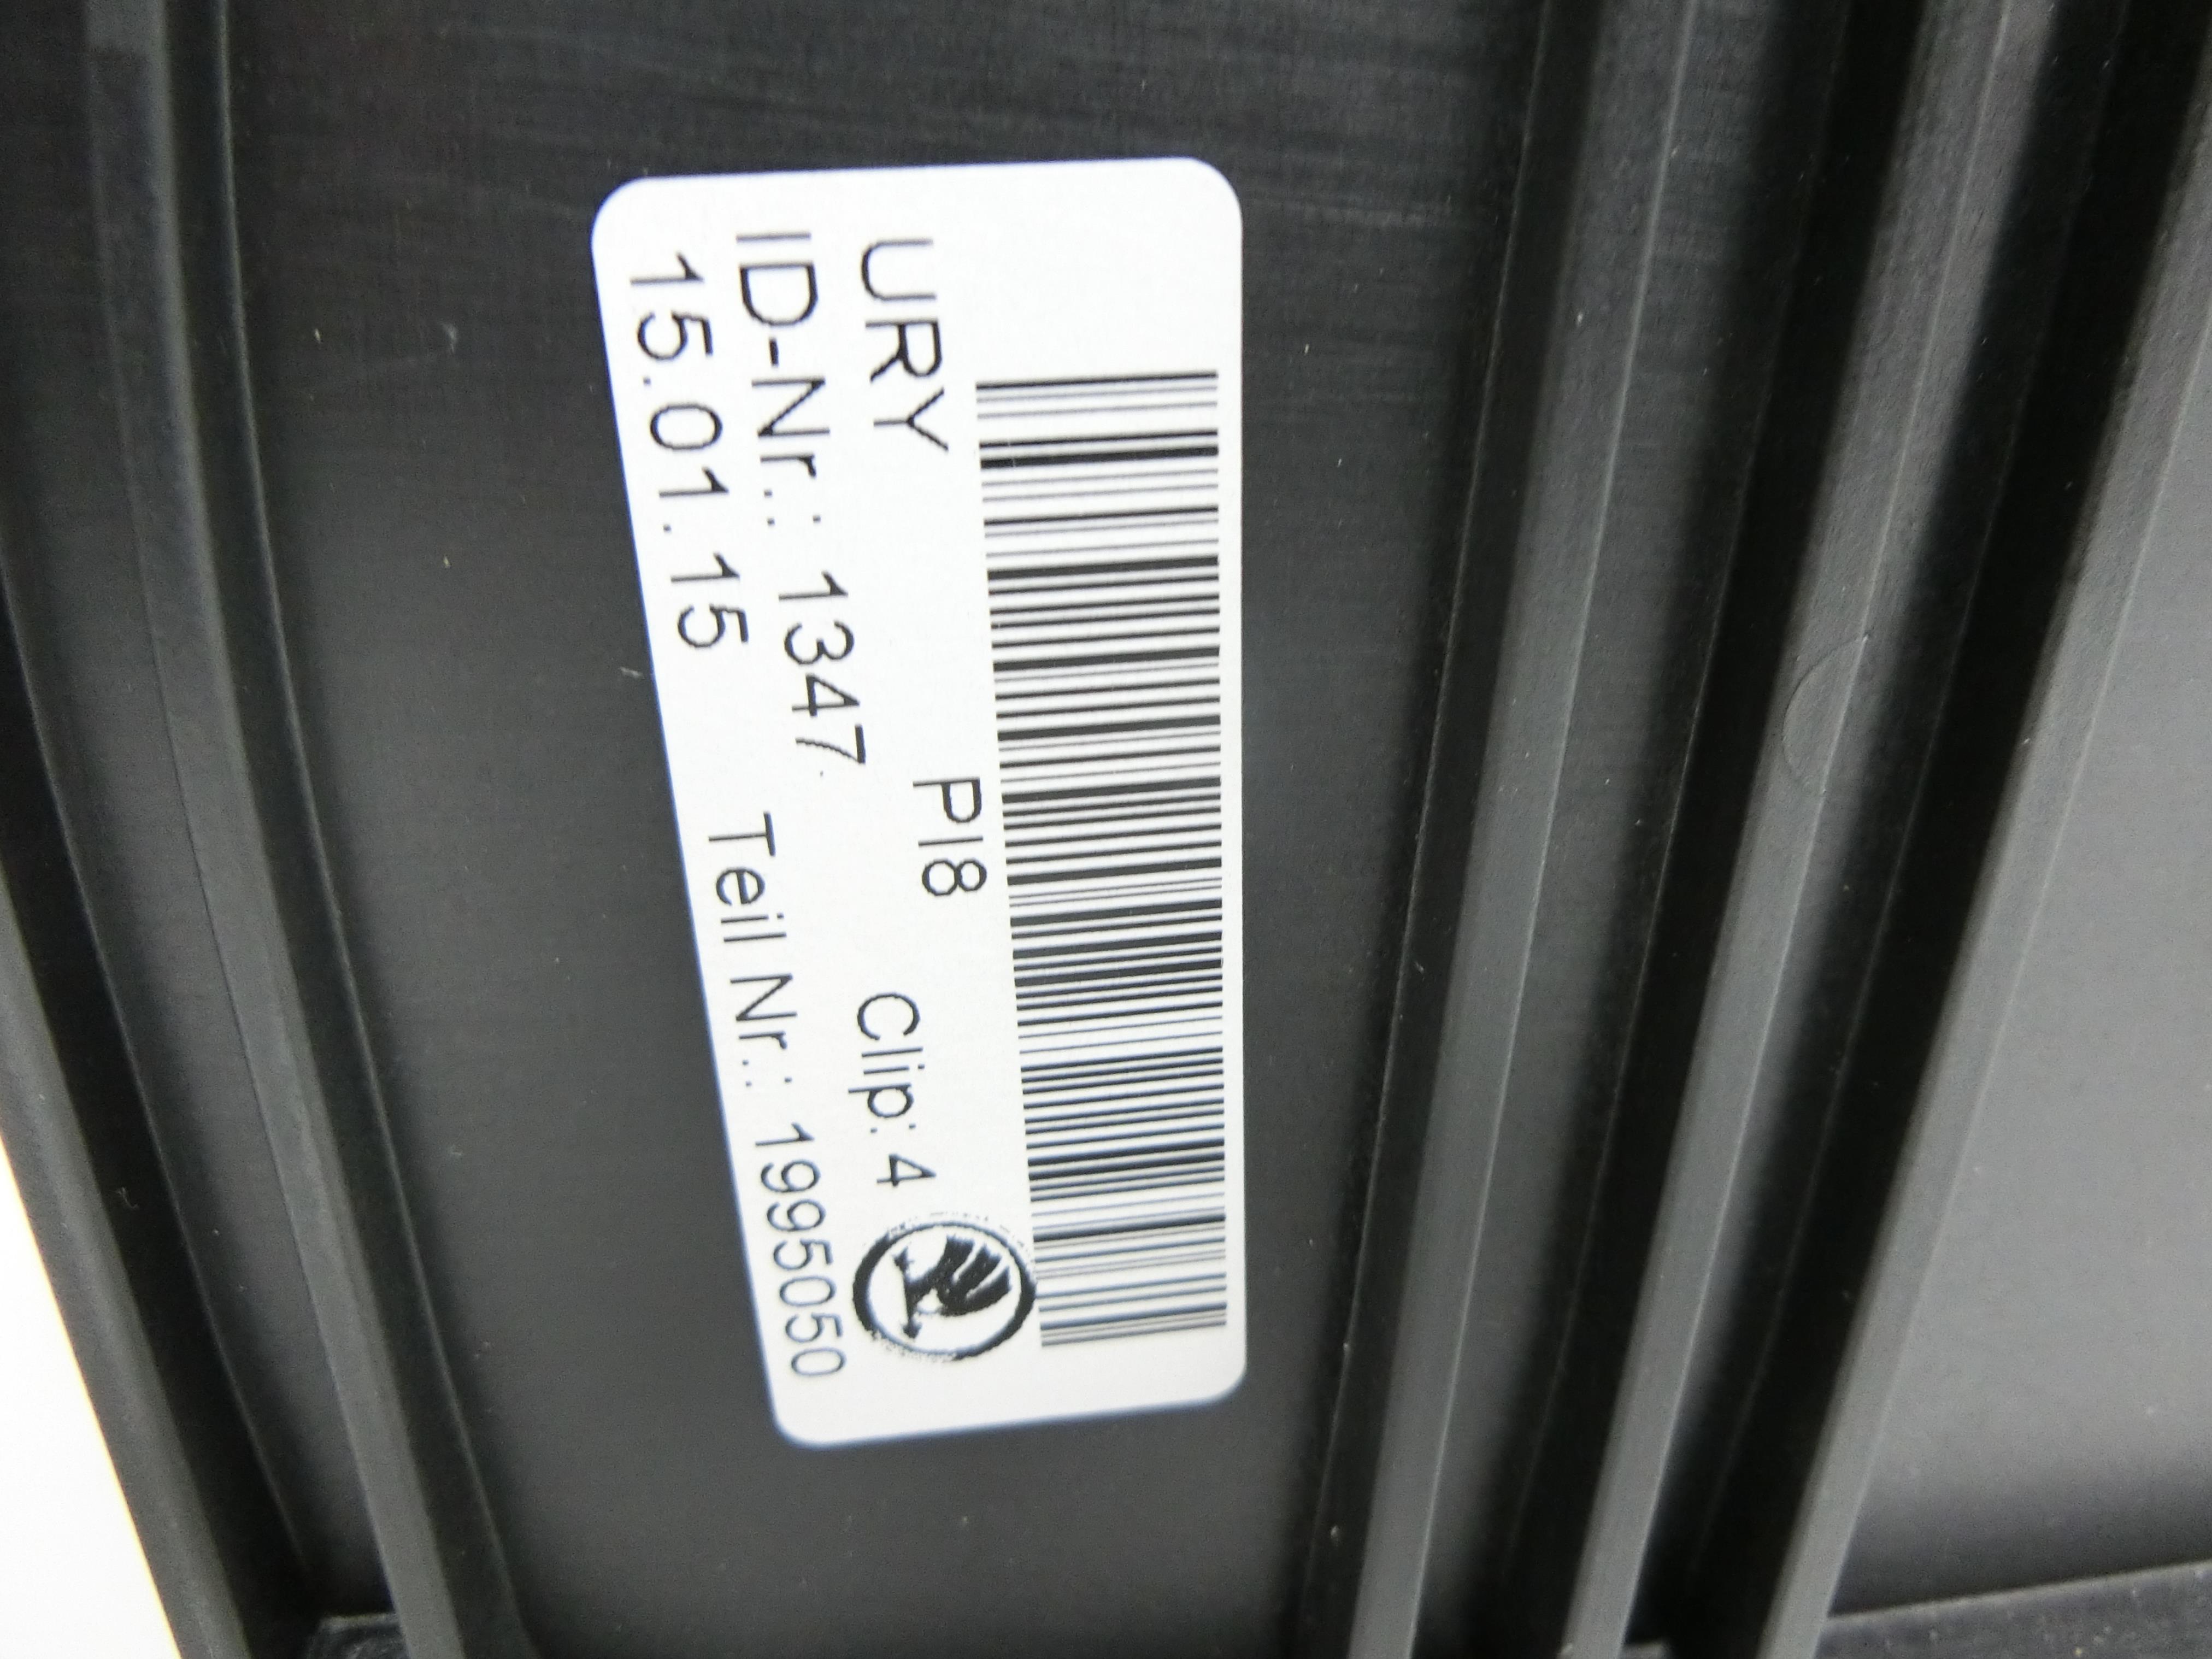 URY PI8
ID-Nr.: 1347 Clip: 4
15.01.15 Teil Nr.: 1995050